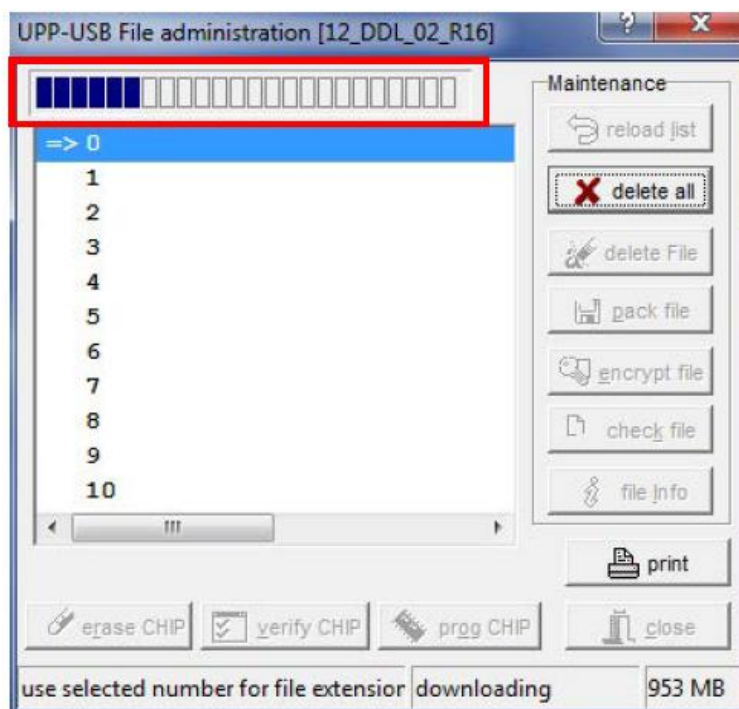 UPP-USB File administration [12_DDL_02_R16]
?
x
Maintenance
=> 0
1
2
3
4
5
6
7
8
9
10
reload list
delete all
delete File
pack file
encrypt file
check file
file Info
print
erase CHIP
verify CHIP
prog CHIP
close
use selected number for file extension
downloading
953 MB